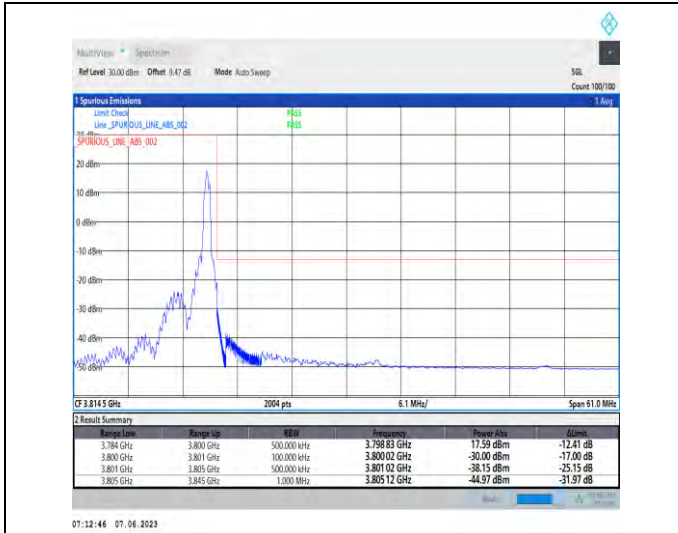 MultiView Spectrum
Ref Level 30.00 dBm Offset 9.47 dB Mode Auto Sweep SGL
Count 100/100
1 Spurious Emissions 1 Avg
Limit Check PASS
Line _SPURIOUS_LINE_ABS_002 PASS
30 dBm
_SPURIOUS_LINE_ABS_002
20 dBm
10 dBm
0 dBm
-10 dBm
-20 dBm
-30 dBm
-40 dBm
-50 dBm
CF 3.8145 GHz 2004 pts 6.1 MHz/ Span 61.0 MHz
2 Result Summary
Range Low Range Up RBW Frequency Power Abs ΔLimit
3.784 GHz 3.800 GHz 500.000 kHz 3.798 83 GHz 17.59 dBm -12.41 dB
3.800 GHz 3.801 GHz 100.000 kHz 3.800 02 GHz -30.00 dBm -17.00 dB
3.801 GHz 3.805 GHz 500.000 kHz 3.801 02 GHz -38.15 dBm -25.15 dB
3.805 GHz 3.845 GHz 1.000 MHz 3.805 12 GHz -44.97 dBm -31.97 dB
07:12:46 07.06.2023